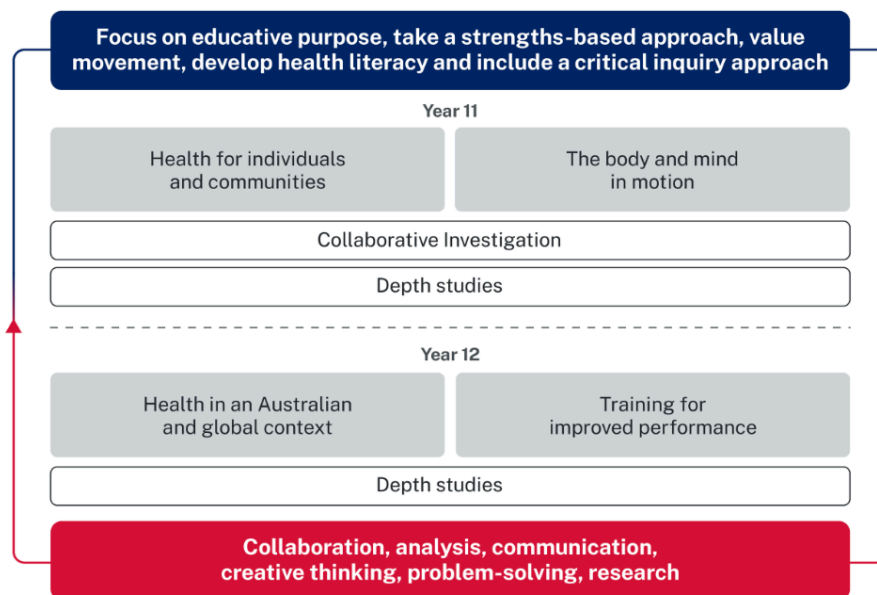 Focus on educative purpose, take a strengths-based approach, value
movement, develop health literacy and include a critical inquiry approach
Year 11
Health for individuals
and communities
The body and mind
in motion
Collaborative Investigation
Depth studies
Year 12
Health in an Australian
and global context
Training for
improved performance
Depth studies
Collaboration, analysis, communication,
creative thinking, problem-solving, research